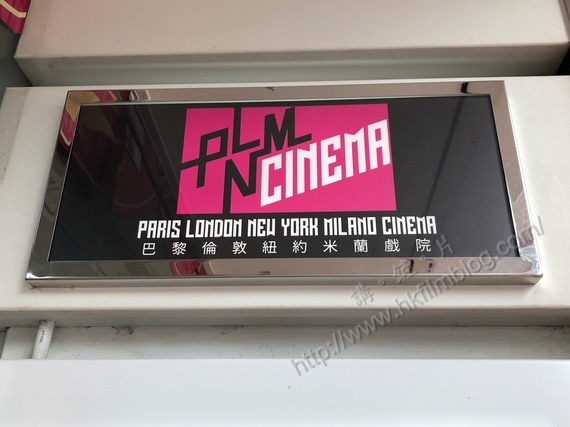 PLMN CINEMA
PARIS LONDON NEW YORK MILANO CINEMA
巴黎倫敦紐約米蘭戲院
http://www.hkfilmblog.com/